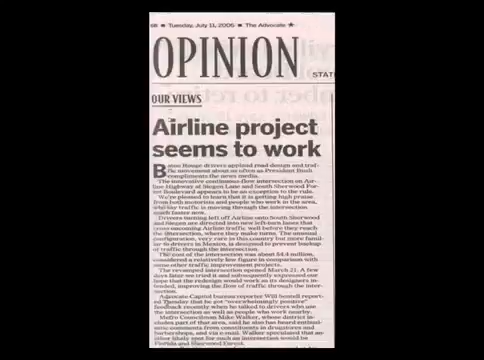 6B ★ Tuesday, July 11, 2006 ★ The Advocate ★
OPINION
STAT
OUR VIEWS
Airline project
seems to work
Baton Rouge drivers applaud road design and traf-
fic movement about as often as President Bush
compliments the news media.
The innovative continuous-flow intersection on Air-
line Highway at Siegen Lane and South Sherwood For-
est Boulevard appears to be an exception to the rule.
We're pleased to learn that it is getting high praise
from both motorists and people who work in the area,
who say traffic is moving through the intersection
much faster now.
Drivers turning left off Airline onto South Sherwood
and Siegen are directed into new left-turn lanes that
cross oncoming Airline traffic well before they reach
the intersection, where they make turns. The unusual
configuration, very rare in this country but more famil-
iar to drivers in Mexico, is designed to prevent backup
of traffic through the intersection.
The cost of the intersection was about $4.4 million,
considered a relatively few figure in comparison with
some other traffic improvement projects.
The revamped intersection opened March 21. A few
days later we tried it and subsequently expressed our
hope that the redesign would work as its designers in-
tended, improving the flow of traffic through the inter-
section.
Advocate Capitol bureau reporter Will Sentell report-
ed Tuesday that he got "overwhelmingly positive"
feedback recently when he talked to drivers who use
the intersection as well as people who work nearby.
Metro Councilman Mike Walker, whose district in-
cludes part of that area, said he also has heard enthusi-
astic comments from constituents in drugstores and
barbershops, and via e-mail. Walker speculated that an-
other likely spot for such an intersection would be
Florida and Sherwood Forest.